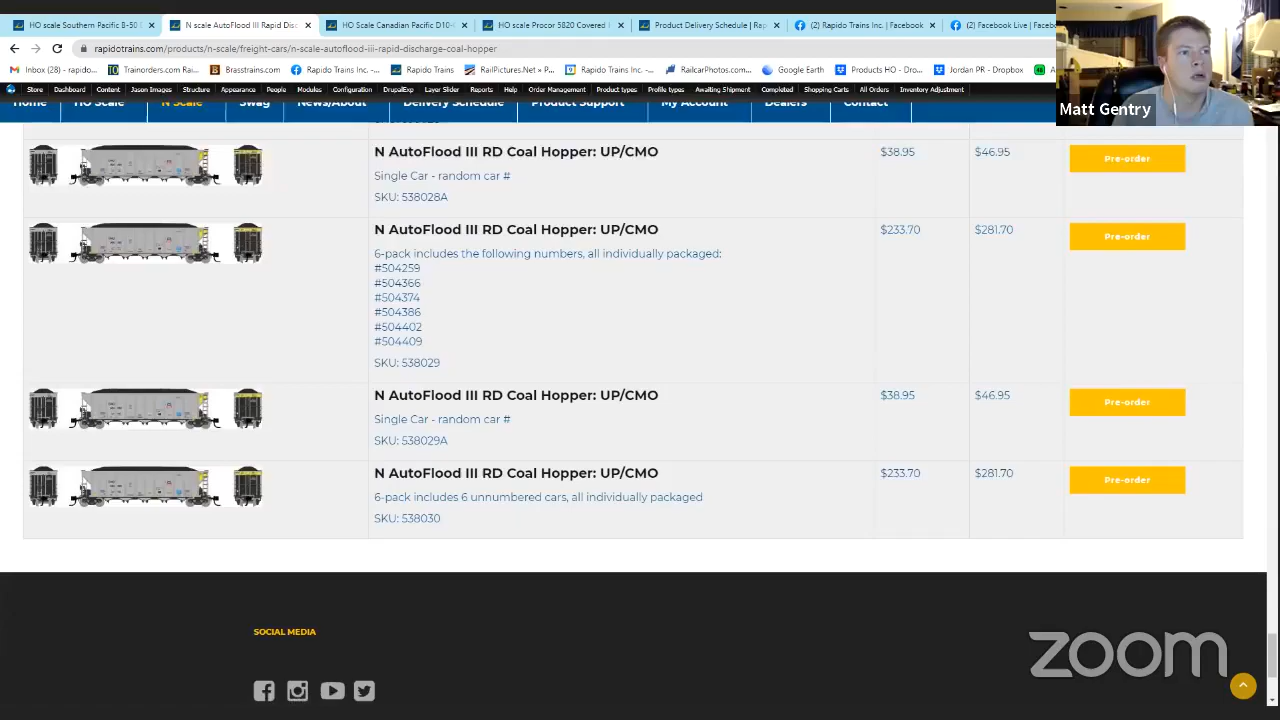 HO scale Southern Pacific B-50
N scale AutoFlood III Rapid Disc
HO Scale Canadian Pacific D10-
HO scale Procor 5820 Covered
Product Delivery Schedule | Rap
(2) Rapido Trains Inc. | Facebook
(2) Facebook Live | Faceb
rapidotrains.com/products/n-scale/freight-cars/n-scale-autoflood-iii-rapid-discharge-coal-hopper
Inbox (28) - rapido...
Trainorders.com Rai...
Brasstrains.com
Rapido Trains Inc. -...
Rapido Trains
RailPictures.Net » P...
Rapido Trains Inc....
RailcarPhotos.com...
Google Earth
Products HO - Dro...
Jordan PR - Dropbox
Store Dashboard Content Jason Images Structure Appearance People Modules Configuration DrupalExp Layer Slider Reports Help Order Management Product types Profile types Awaiting Shipment Completed Shopping Carts All Orders Inventory Adjustment
Home HO Scale N Scale Swag News/About Delivery Schedule Product Support My Account Dealers Contact
Matt Gentry
N AutoFlood III RD Coal Hopper: UP/CMO $38.95 $46.95 Pre-order
Single Car - random car #
SKU: 538028A
N AutoFlood III RD Coal Hopper: UP/CMO $233.70 $281.70 Pre-order
6-pack includes the following numbers, all individually packaged:
#504259
#504366
#504374
#504386
#504402
#504409
SKU: 538029
N AutoFlood III RD Coal Hopper: UP/CMO $38.95 $46.95 Pre-order
Single Car - random car #
SKU: 538029A
N AutoFlood III RD Coal Hopper: UP/CMO $233.70 $281.70 Pre-order
6-pack includes 6 unnumbered cars, all individually packaged
SKU: 538030
SOCIAL MEDIA
zoom